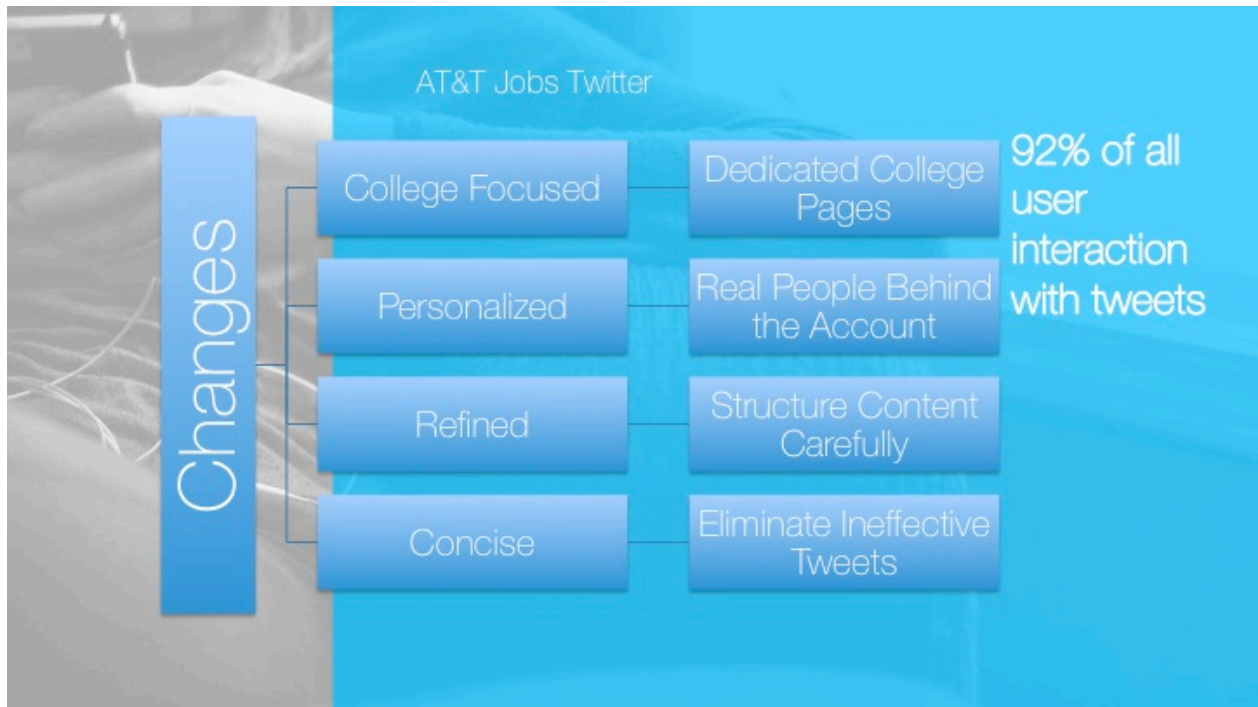 AT&T Jobs Twitter
Changes
College Focused
Dedicated College
Pages
Personalized
Real People Behind
the Account
Refined
Structure Content
Carefully
Concise
Eliminate Ineffective
Tweets
92% of all
user
interaction
with tweets